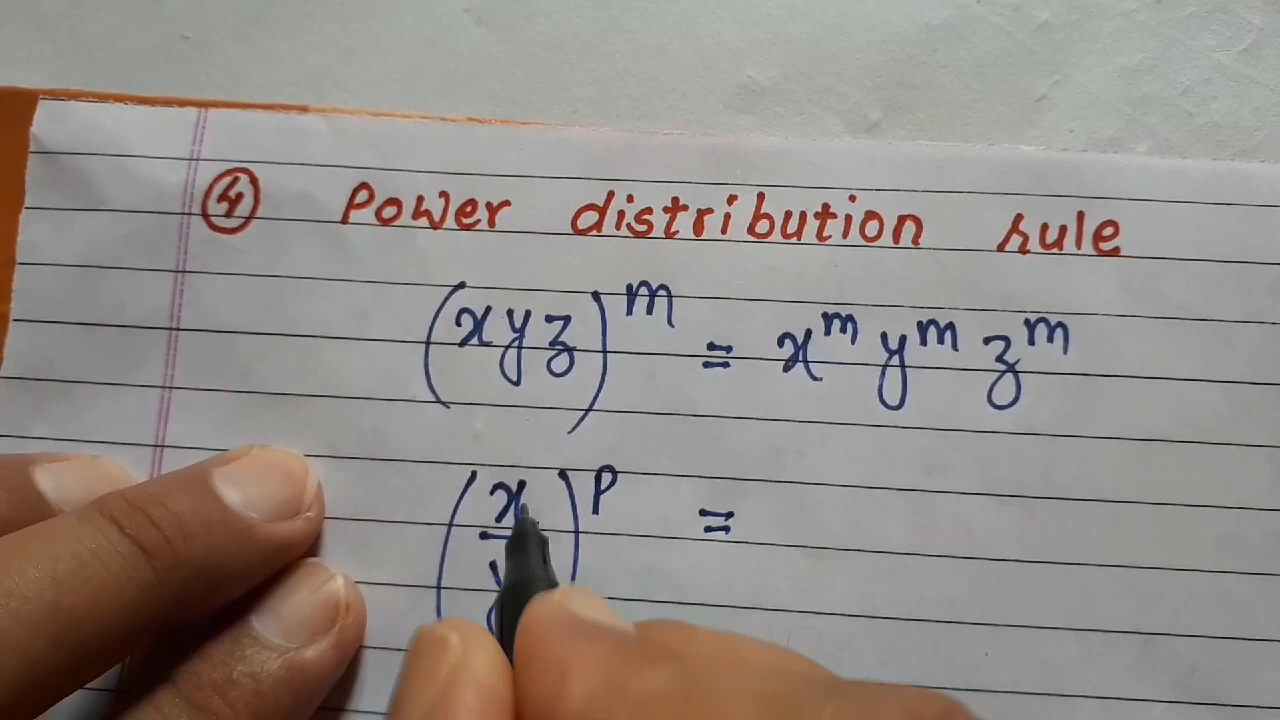 ④ Power distribution rule
(xyz)^m = x^m y^m z^m
(x/y)^p =